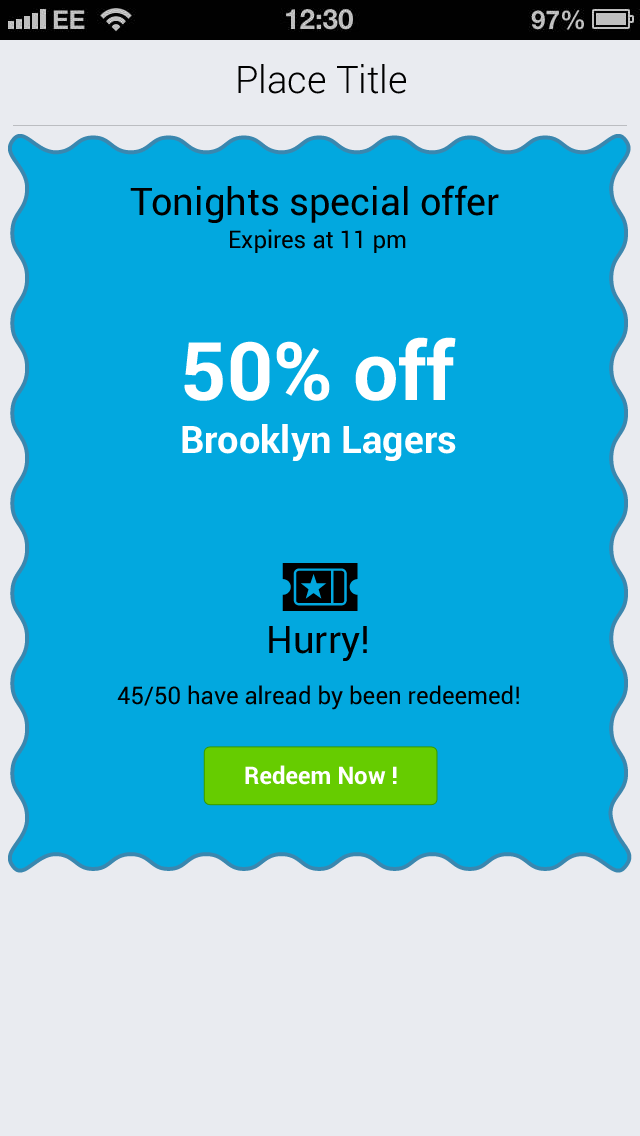 EE 12:30 97%
Place Title
Tonights special offer
Expires at 11 pm
50% off
Brooklyn Lagers
Hurry!
45/50 have alread by been redeemed!
Redeem Now !